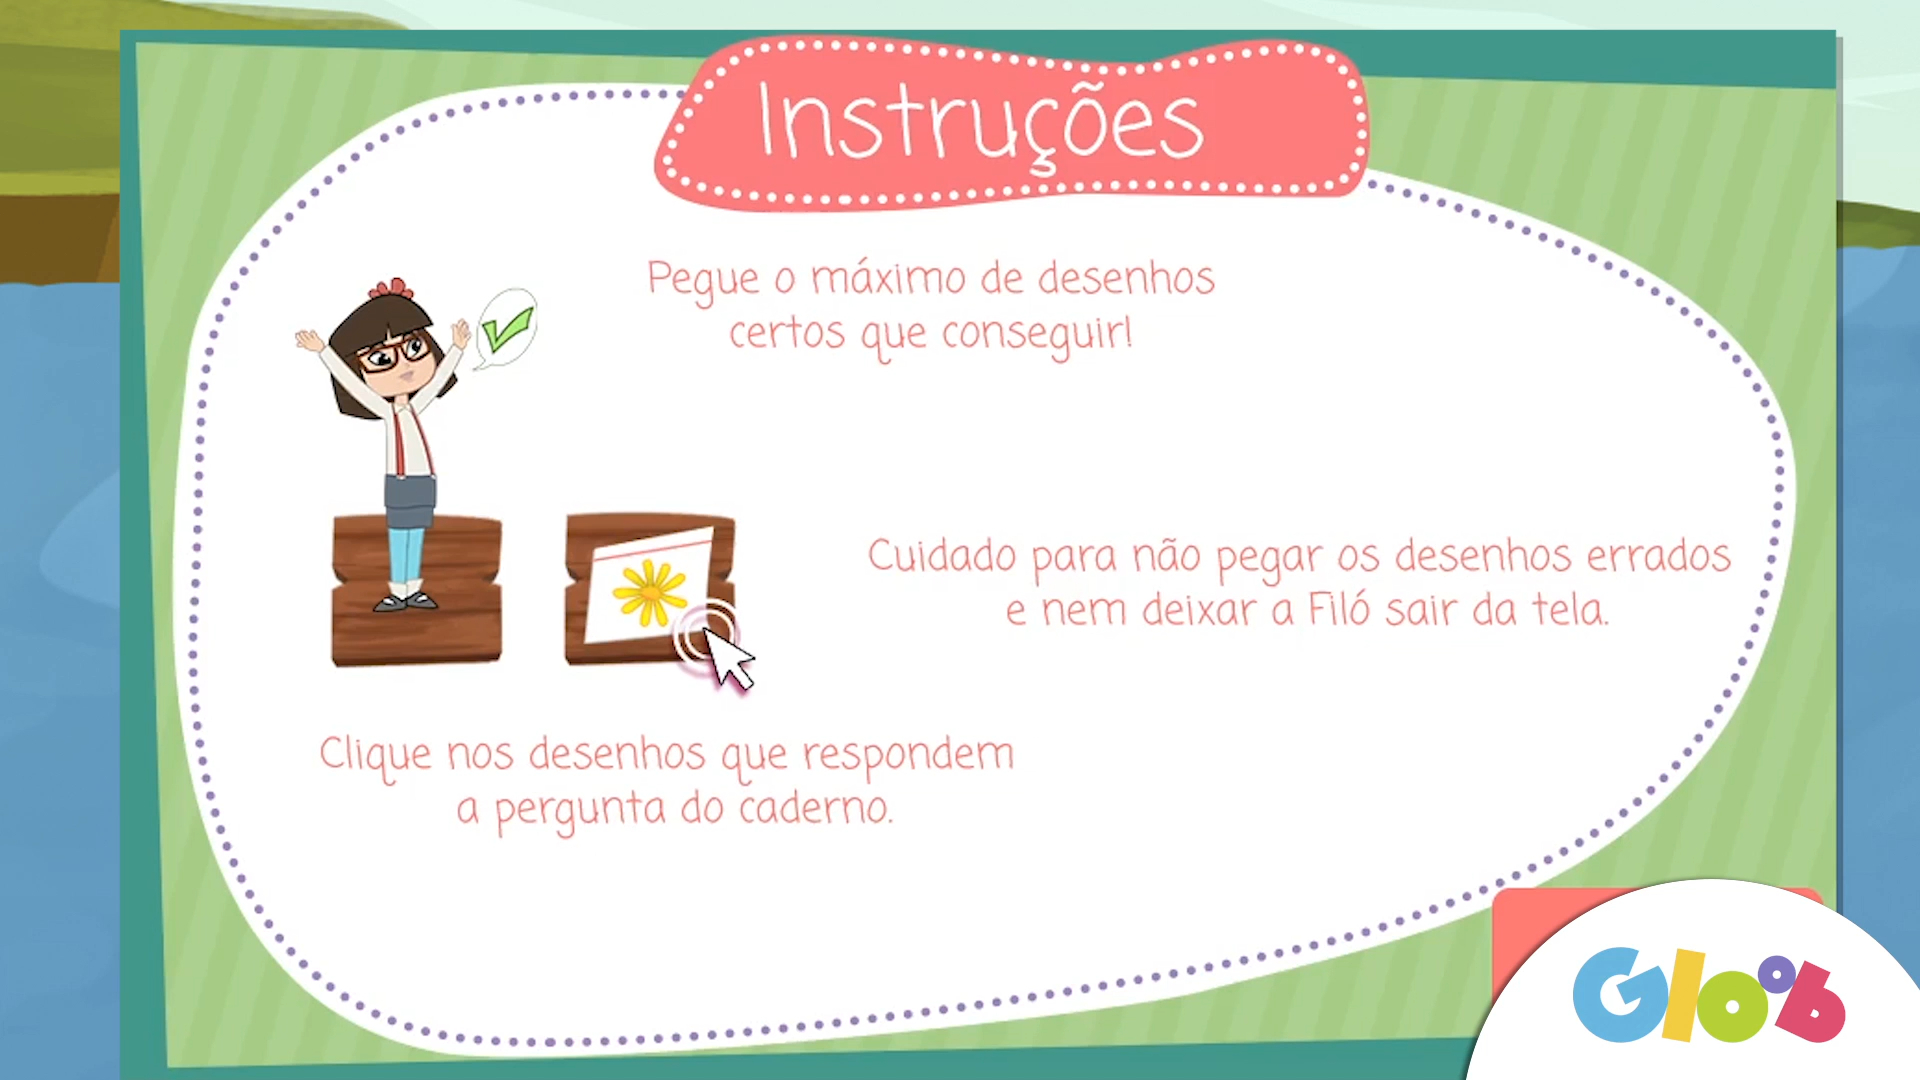 Instruções
Pegue o máximo de desenhos
certos que conseguir!
Cuidado para não pegar os desenhos errados
e nem deixar a Filó sair da tela.
Clique nos desenhos que respondem
a pergunta do caderno.
Gloob